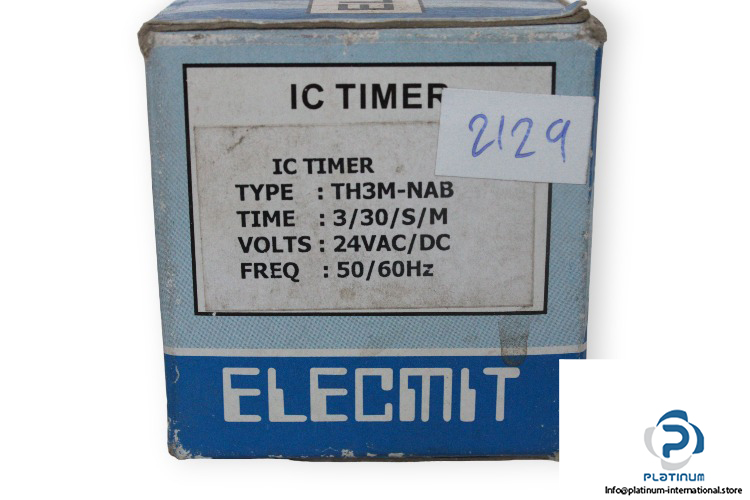 IC TIMER
2129
IC TIMER
TYPE : TH3M-NAB
TIME : 3/30/S/M
VOLTS : 24VAC/DC
FREQ : 50/60Hz
ELECMIT
PLATINUM
Info@platinum-international.store